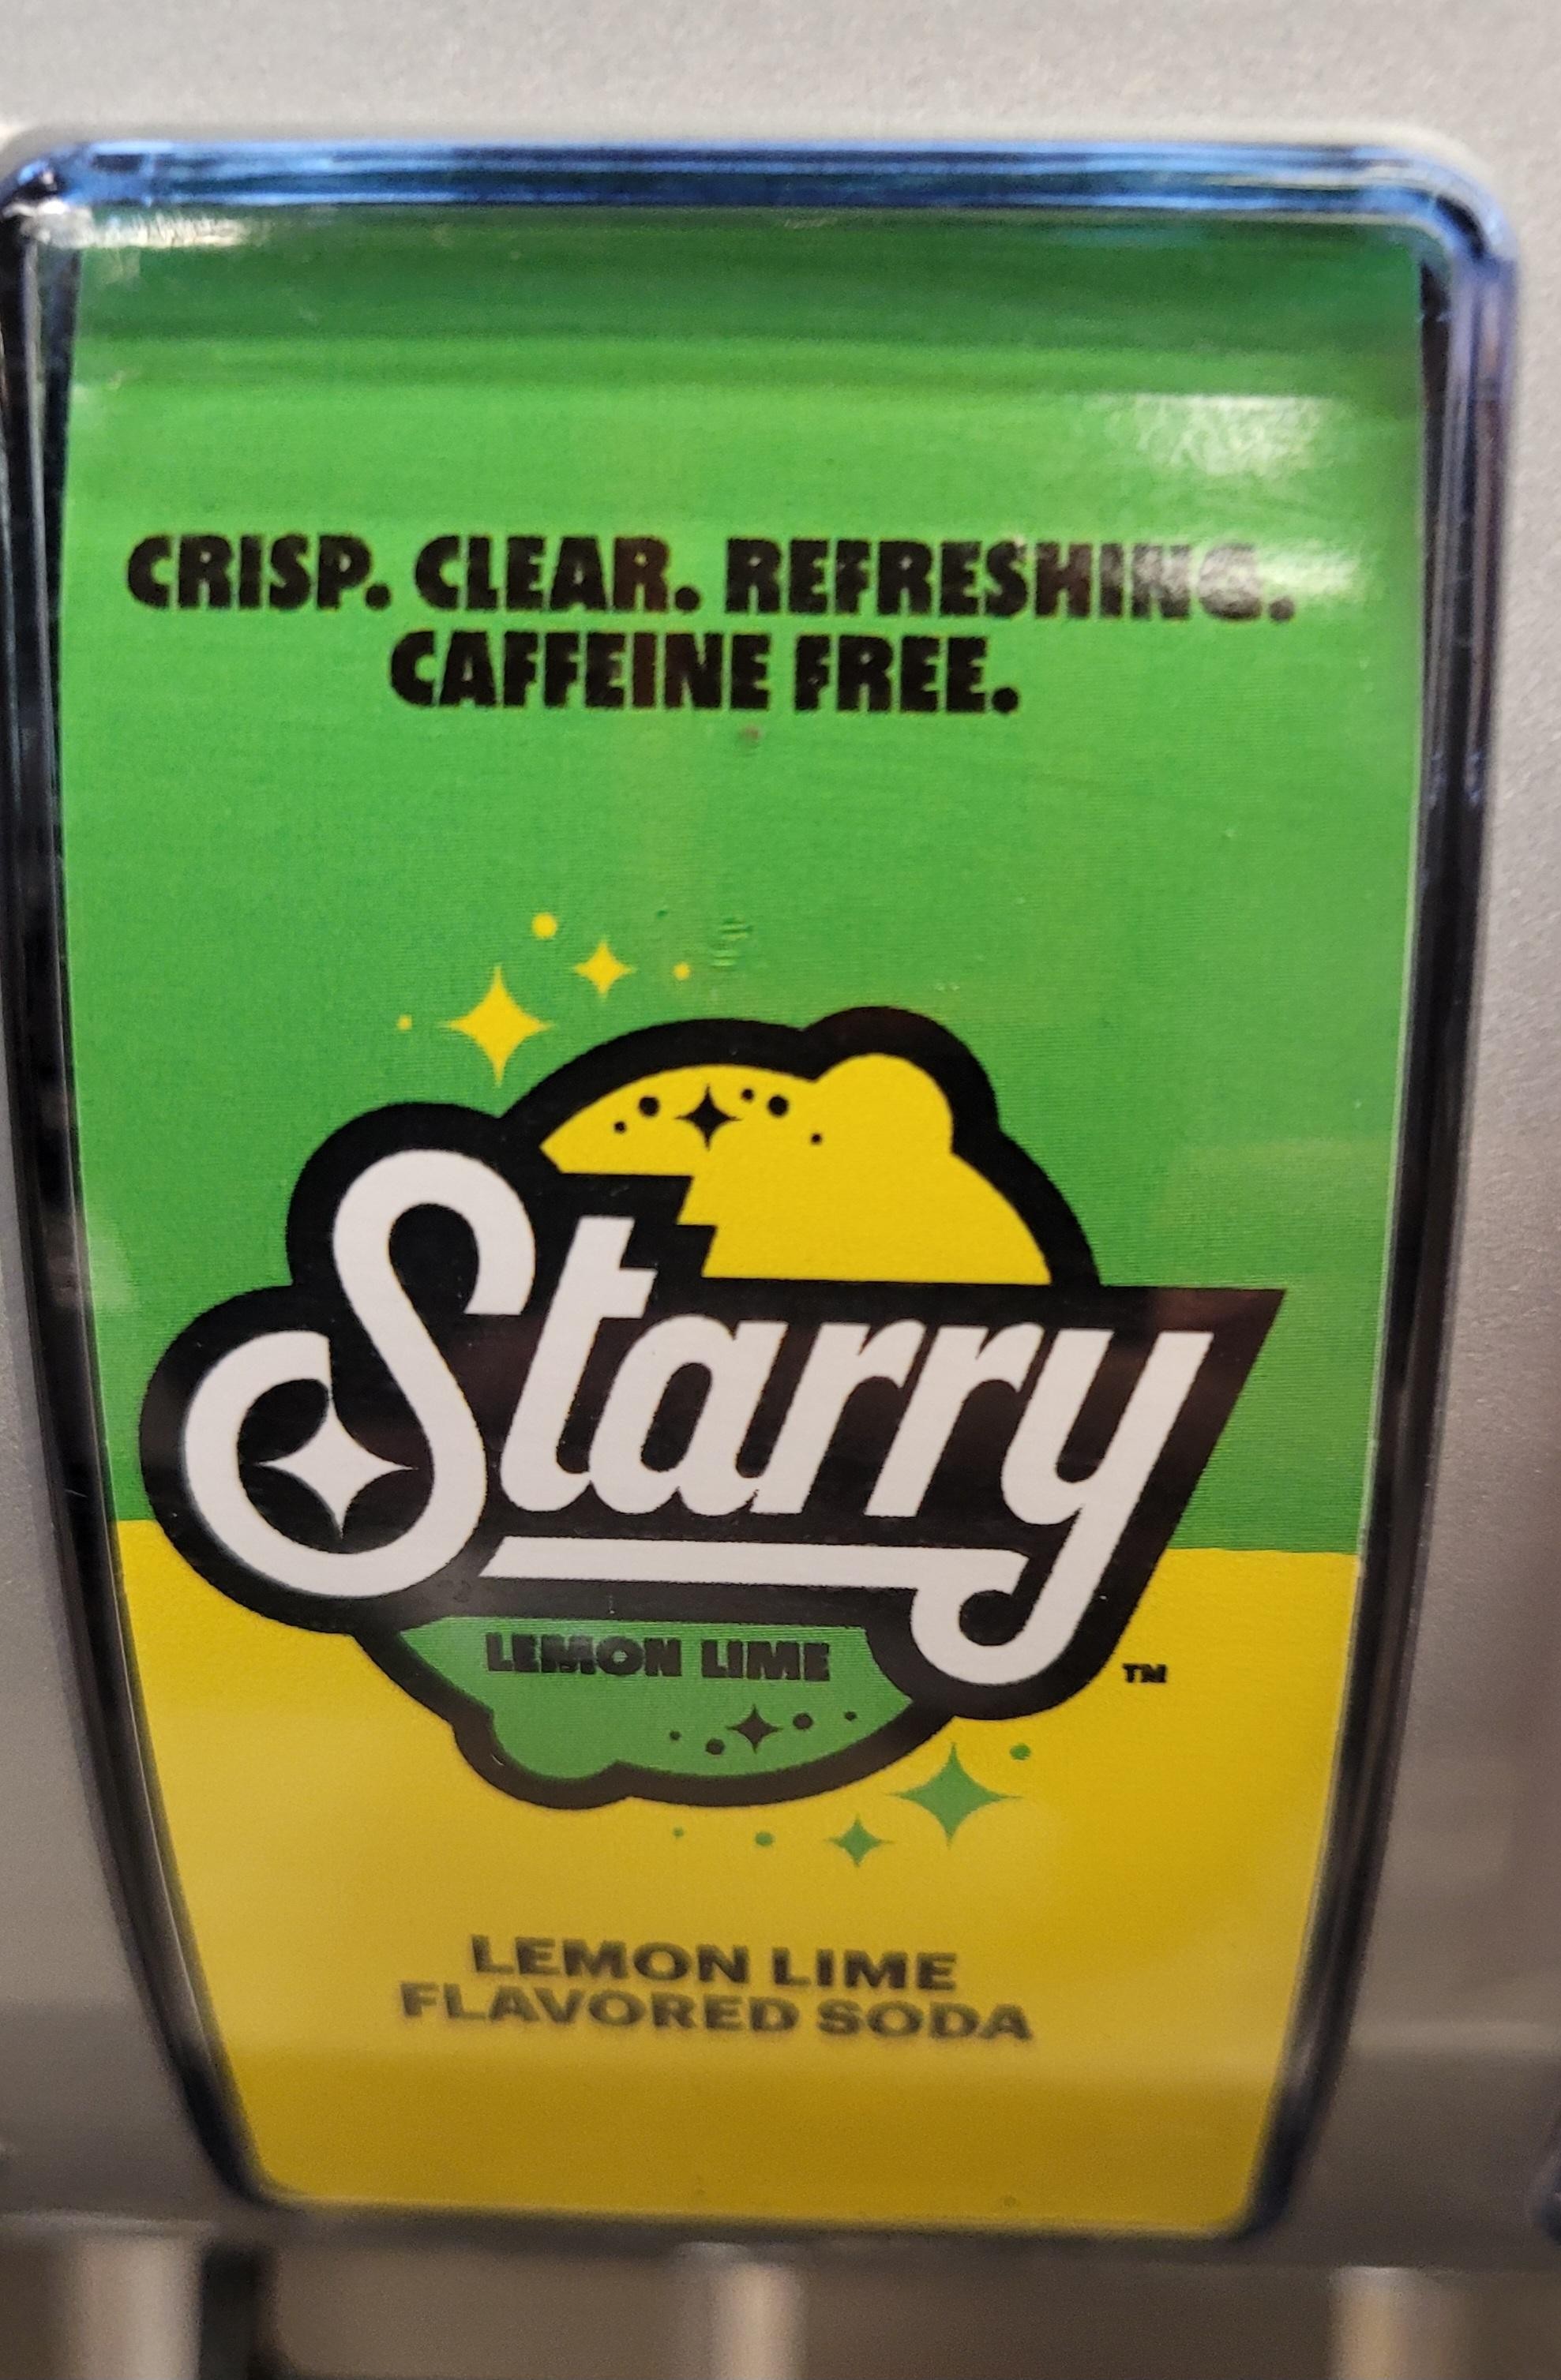 CRISP. CLEAR. REFRESHING.
CAFFEINE FREE.
Starry
LEMON LIME
TM
LEMON LIME
FLAVORED SODA